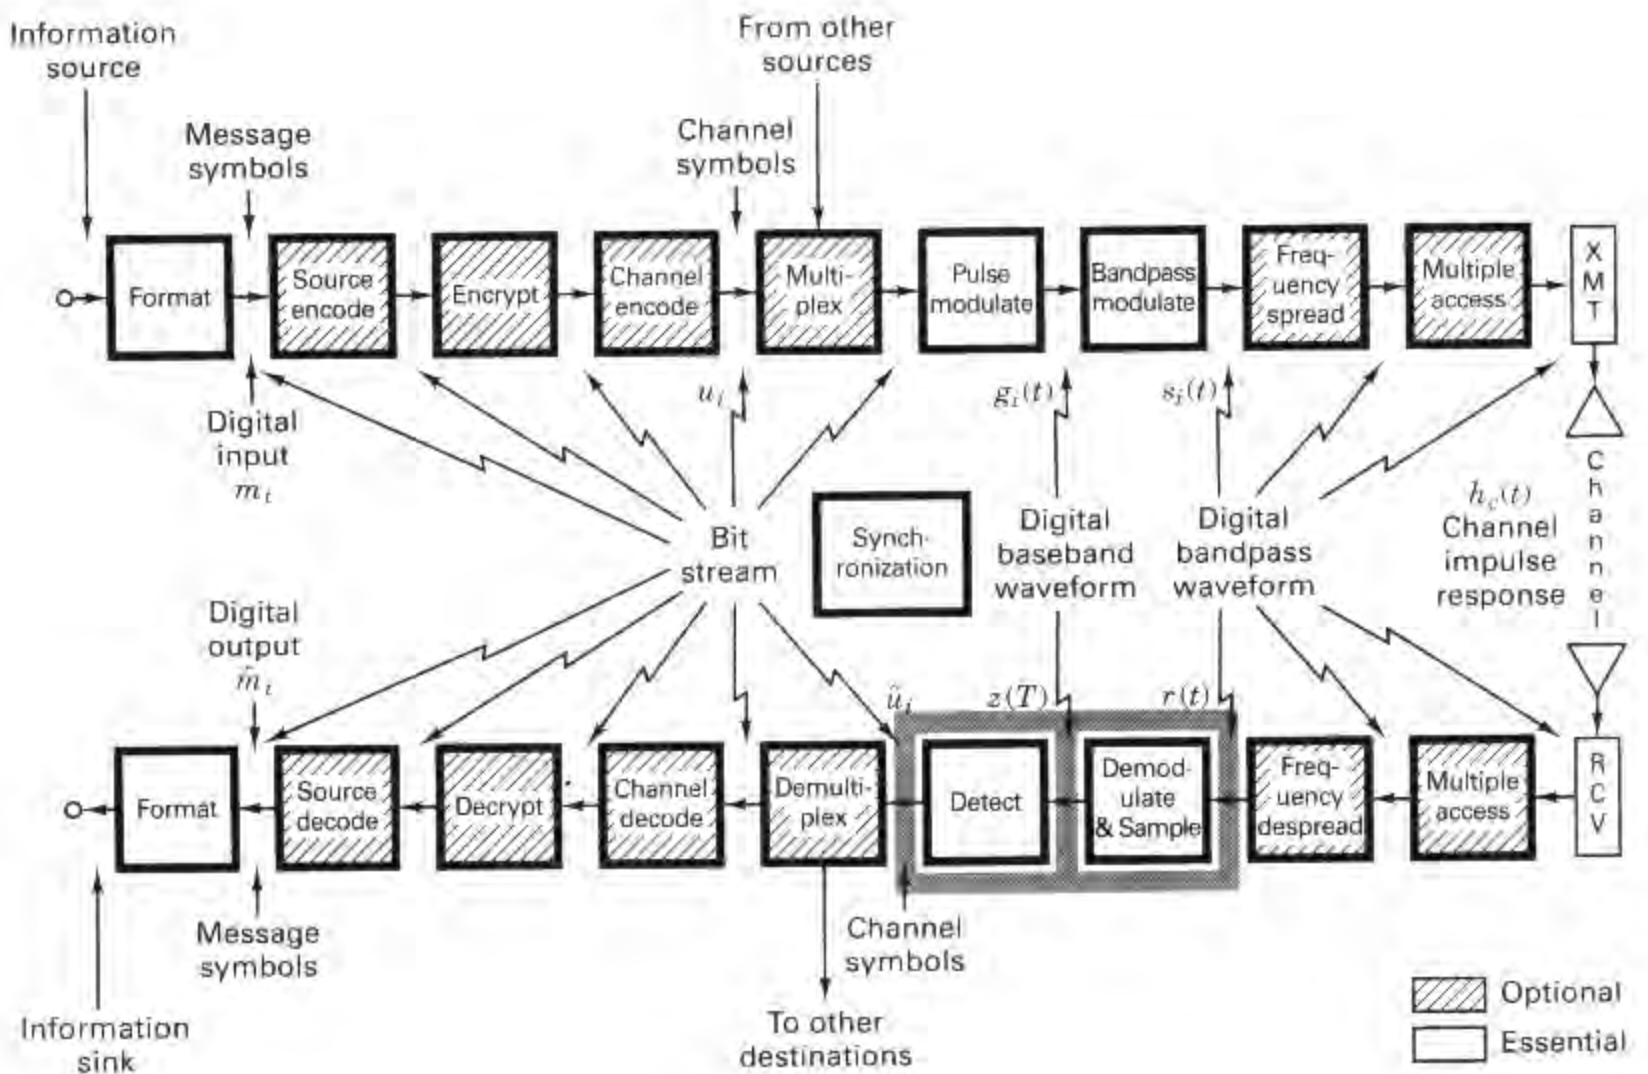 Information
source
From other
sources
Message
symbols
Channel
symbols
Format
Source
encode
Encrypt
Channel
encode
Multi-
plex
Pulse
modulate
Bandpass
modulate
Freq-
uency
spread
Multiple
access
X
M
T
Digital
input
m_i
u_i
g_i(t)
s_i(t)
Bit
stream
Synch-
ronization
Digital
baseband
waveform
Digital
bandpass
waveform
h_c(t)
Channel
impulse
response
C
h
a
n
n
e
l
Digital
output
m̂_i
û_i
z(T)
r(t)
Format
Source
decode
Decrypt
Channel
decode
Demulti-
plex
Detect
Demod-
ulate
& Sample
Freq-
uency
despread
Multiple
access
R
C
V
Message
symbols
Channel
symbols
Information
sink
To other
destinations
Optional
Essential